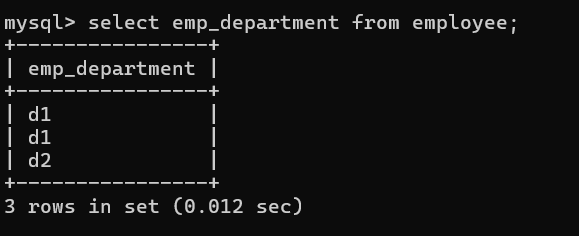 mysql> select emp_department from employee;
+----------------+
| emp_department |
+----------------+
| d1             |
| d1             |
| d2             |
+----------------+
3 rows in set (0.012 sec)